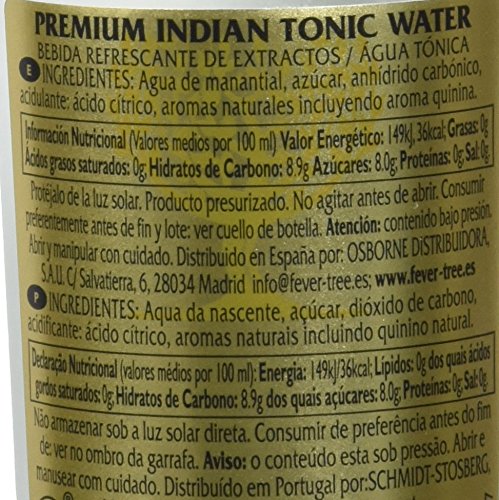 PREMIUM INDIAN TONIC WATER
BEBIDA REFRESCANTE DE EXTRACTOS / ÁGUA TÓNICA
E INGREDIENTES: Agua de manantial, azúcar, anhídrido carbónico,
acidulante: ácido cítrico, aromas naturales incluyendo aroma quinina.
Información Nutricional (Valores medios por 100 ml) Valor Energético: 149kJ, 36kcal; Grasas: 0g
Ácidos grasos saturados: 0g; Hidratos de Carbono: 8.9g Azúcares: 8.0g; Proteínas: 0g; Sal: 0g.
Protéjalo de la luz solar. Producto presurizado. No agitar antes de abrir. Consumir
preferentemente antes de fin y lote: ver cuello de botella. Atención: contenido bajo presión.
Abrir y manipular con cuidado. Distribuido en España por: OSBORNE DiSTRIBUIDORA,
S.A.U. C/ Salvatierra, 6, 28034 Madrid info@fever-tree.es; www.fever-tree.es
P INGREDIENTES: Aqua da nascente, açúcar, dióxido de carbono,
acidificante: ácido cítrico, aromas naturais incluindo quinino natural.
Declaração Nutricional (valores médios por 100 ml): Energia: 149kJ/36kcal; Lípidos: 0g dos quais ácidos
gordos saturados: 0g; Hidratos de Carbono: 8.9g dos quais açúcares: 8.0g; Proteínas: 0g; Sal: 0g.
Não armazenar sob a luz solar direta. Consumir de preferência antes do fim
de: ver no ombro da garrafa. Aviso: o conteúdo esta sob pressão. Abrir e
manusear com cuidado. Distribuído em Portugal por:SCHMIDT-STOSBERG,